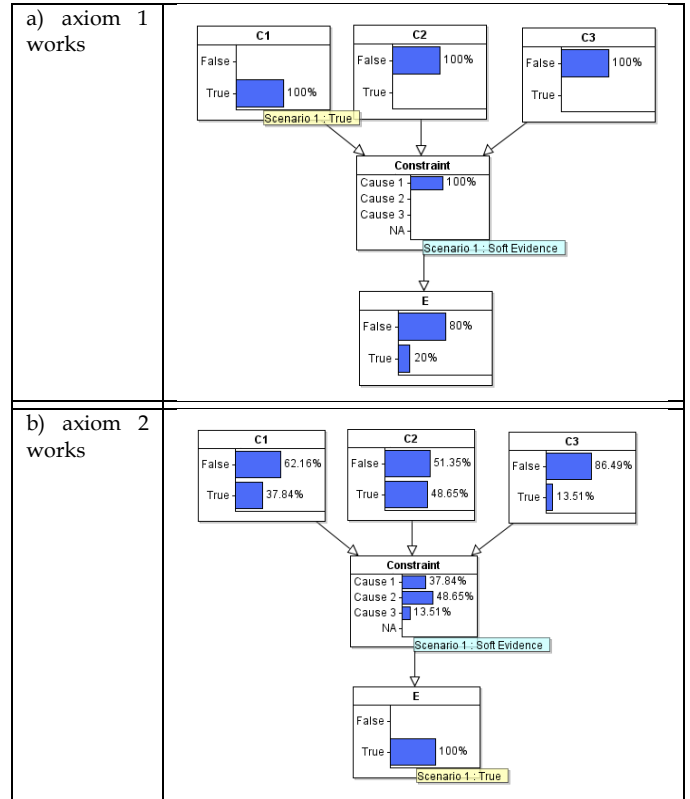 a) axiom 1
works
C1
False
True
100%
Scenario 1 : True
C2
False
100%
True
C3
False
100%
True
Constraint
Cause 1
100%
Cause 2
Cause 3
NA
Scenario 1 : Soft Evidence
E
False
80%
True
20%
b) axiom 2
works
C1
False
62.16%
True
37.84%
C2
False
51.35%
True
48.65%
C3
False
86.49%
True
13.51%
Constraint
Cause 1
37.84%
Cause 2
48.65%
Cause 3
13.51%
NA
Scenario 1 : Soft Evidence
E
False
True
100%
Scenario 1 : True